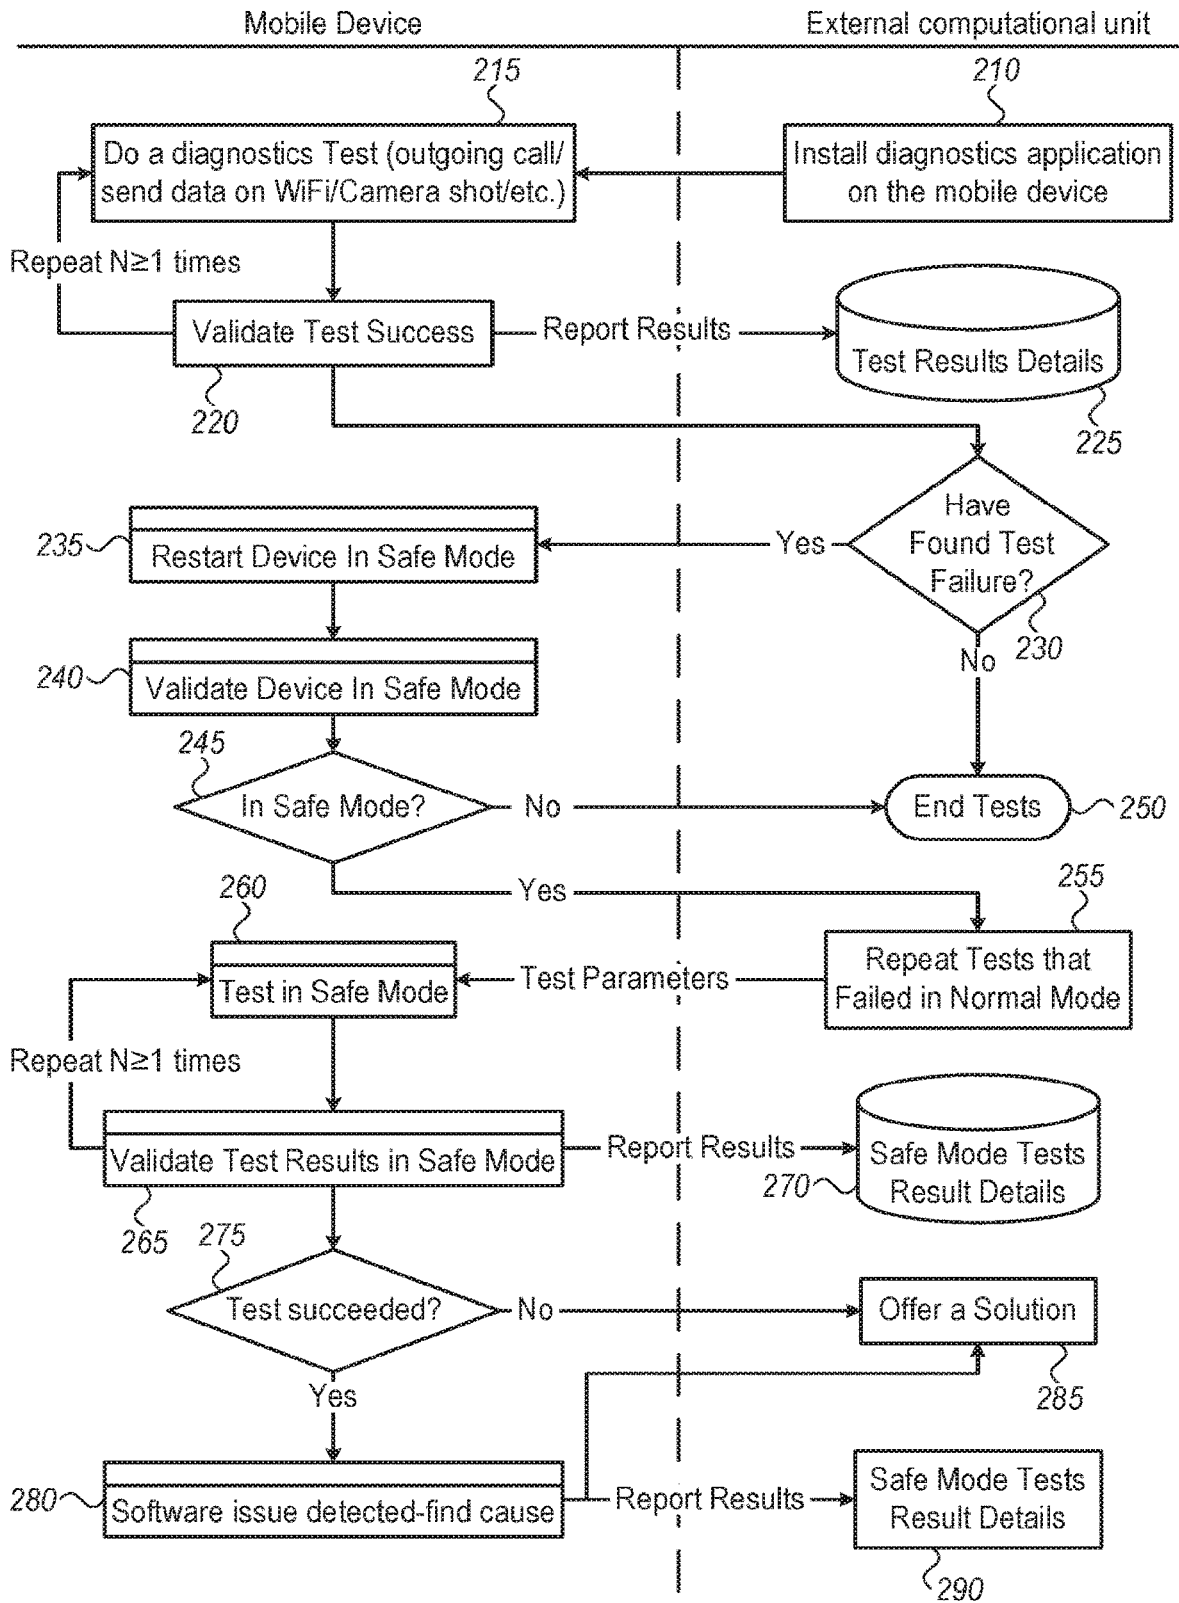 Mobile Device
External computational unit
215
210
Do a diagnostics Test (outgoing call/
send data on WiFi/Camera shot/etc.)
Install diagnostics application
on the mobile device
Repeat N≥1 times
Validate Test Success
Report Results
Test Results Details
220
225
Have
Found Test
Failure?
Yes
230
No
235
Restart Device In Safe Mode
240
Validate Device In Safe Mode
245
In Safe Mode?
No
End Tests
250
Yes
260
255
Test in Safe Mode
Test Parameters
Repeat Tests that
Failed in Normal Mode
Repeat N≥1 times
Validate Test Results in Safe Mode
Report Results
Safe Mode Tests
Result Details
270
265
275
Test succeeded?
No
Offer a Solution
285
Yes
280
Software issue detected-find cause
Report Results
Safe Mode Tests
Result Details
290